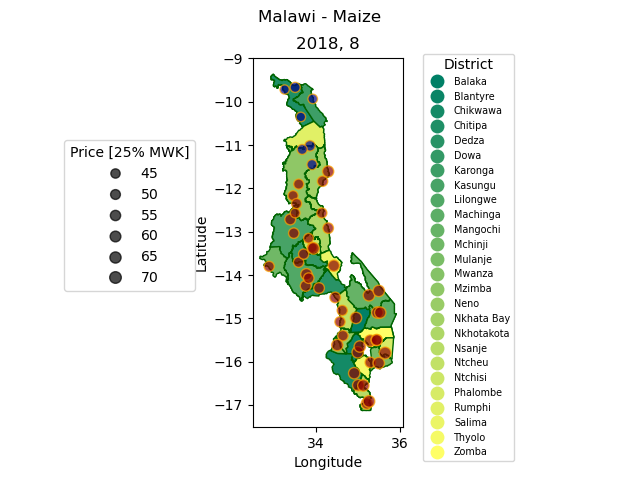 Malawi - Maize
2018, 8
Price [25% MWK]
45
50
55
60
65
70
Latitude
−9
−10
−11
−12
−13
−14
−15
−16
−17
34
36
Longitude
District
Balaka
Blantyre
Chikwawa
Chitipa
Dedza
Dowa
Karonga
Kasungu
Lilongwe
Machinga
Mangochi
Mchinji
Mulanje
Mwanza
Mzimba
Neno
Nkhata Bay
Nkhotakota
Nsanje
Ntcheu
Ntchisi
Phalombe
Rumphi
Salima
Thyolo
Zomba